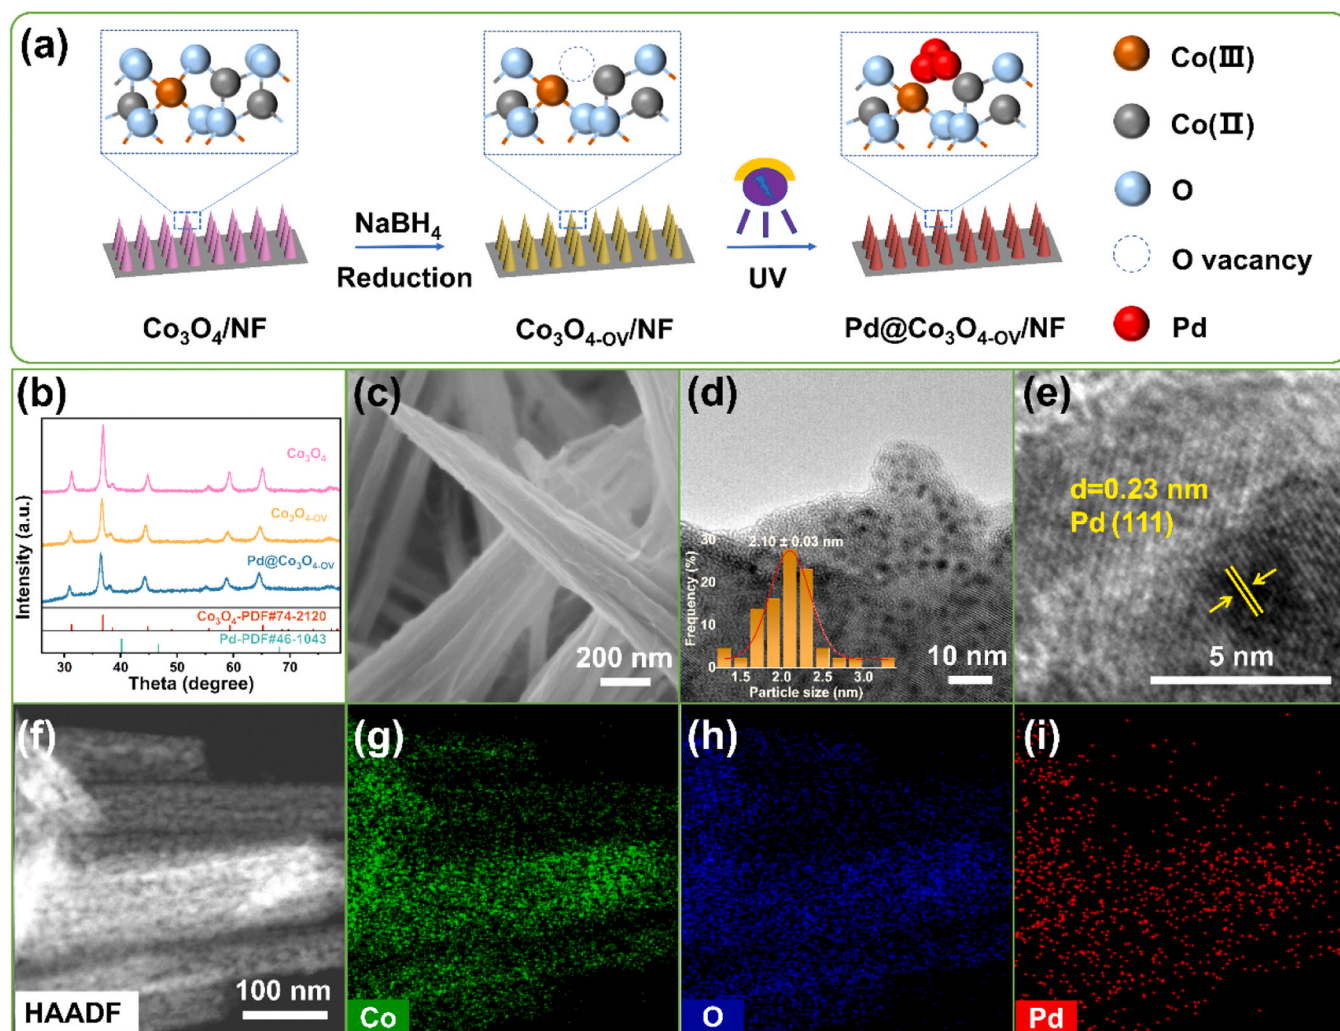 (a)
Co(Ⅲ)
Co(Ⅱ)
O
O vacancy
Pd
NaBH₄
Reduction
UV
Co₃O₄/NF
Co₃O₄₋OV/NF
Pd@Co₃O₄₋OV/NF
(b)
Co₃O₄
Co₃O₄₋OV
Pd@Co₃O₄₋OV
Co₃O₄-PDF#74-2120
Pd-PDF#46-1043
Intensity (a.u.)
30 40 50 60 70
Theta (degree)
(c)
200 nm
(d)
2.10 ± 0.03 nm
30
20
10
0
Frequency (%)
1.5 2.0 2.5 3.0
Particle size (nm)
10 nm
(e)
d=0.23 nm
Pd (111)
5 nm
(f)
HAADF
100 nm
(g)
Co
(h)
O
(i)
Pd